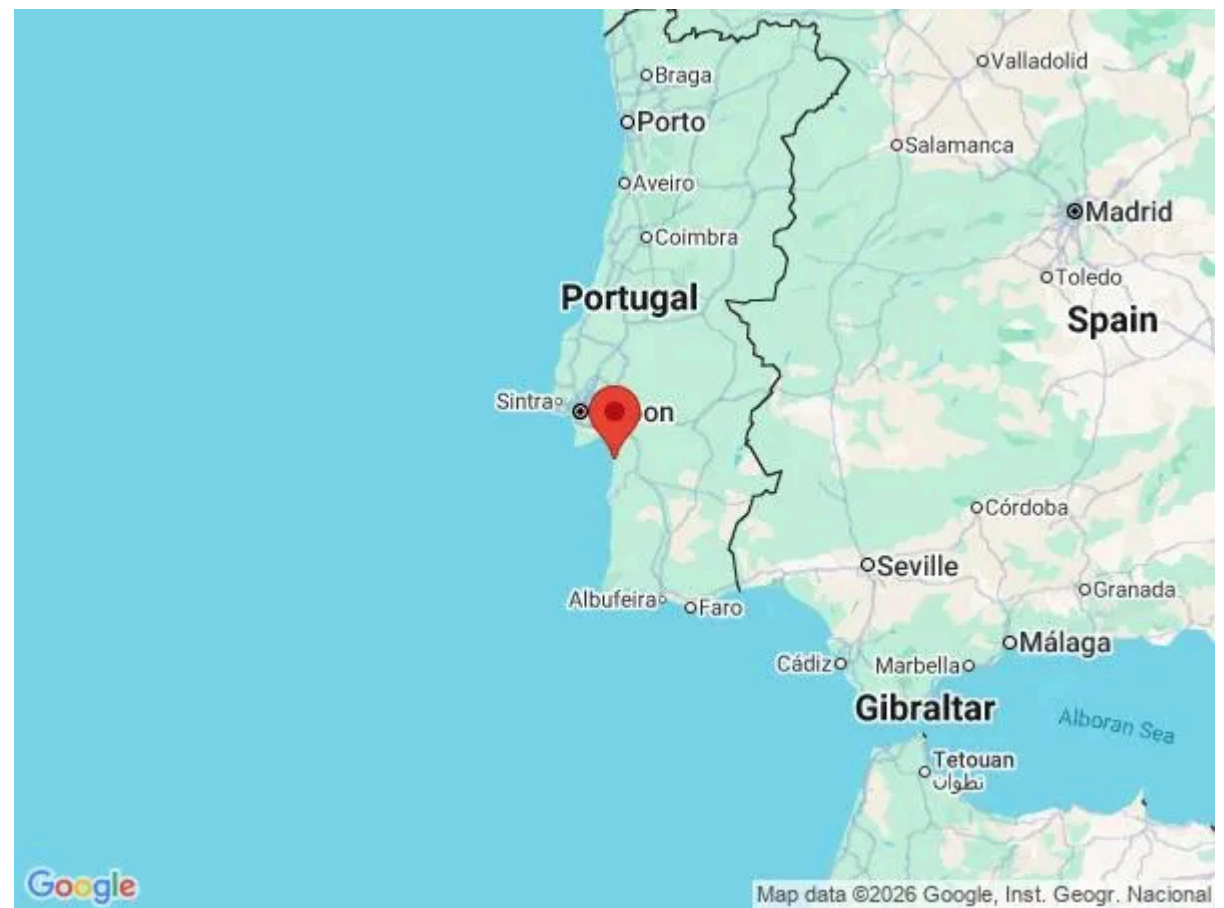 Braga
Valladolid
Porto
Salamanca
Aveiro
Madrid
Coimbra
Toledo
Portugal
Spain
Sintra
on
Córdoba
Seville
Granada
Albufeira
Faro
Málaga
Cádiz
Marbella
Gibraltar
Alboran Sea
Tetouan
تطوان
Google
Map data ©2026 Google, Inst. Geogr. Nacional